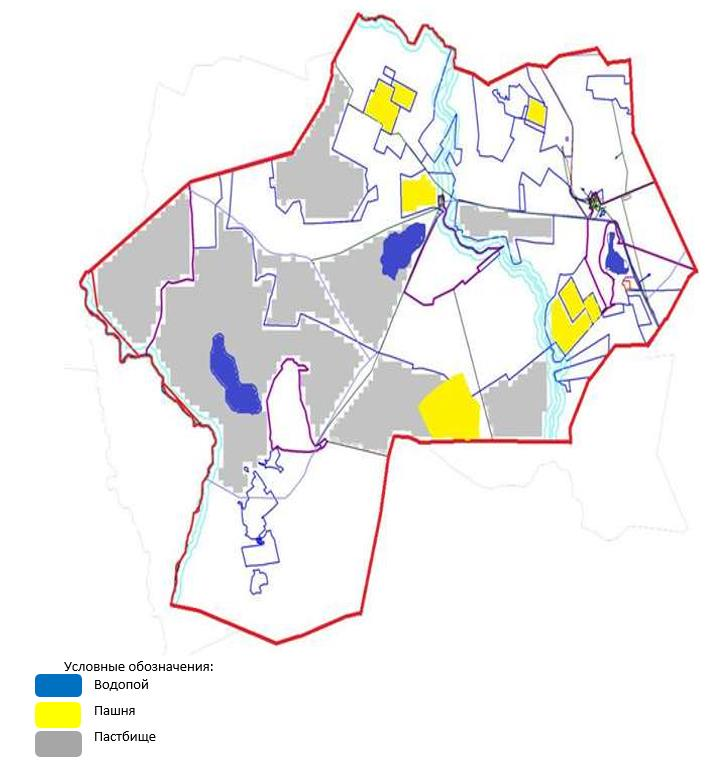 Условные обозначения:
Водопой
Пашня
Пастбище